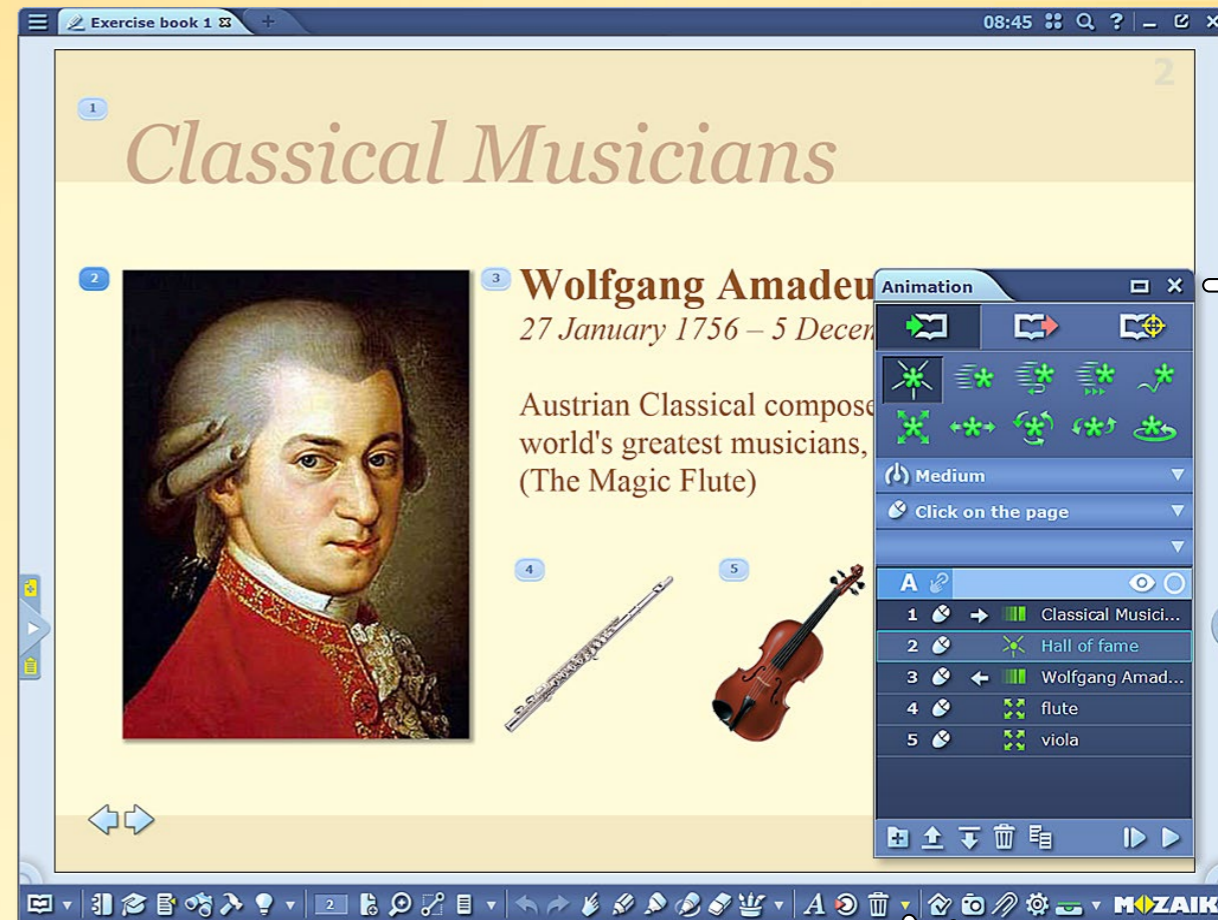 Exercise book 1
08:45
2
1
Classical Musicians
2
3
Wolfgang Amadeu
27 January 1756 – 5 Decem
Austrian Classical compose
world's greatest musicians,
(The Magic Flute)
4
5
Animation
Medium
Click on the page
A
1 Classical Musici...
2 Hall of fame
3 Wolfgang Amad...
4 flute
5 viola
2
A
MOZAIK